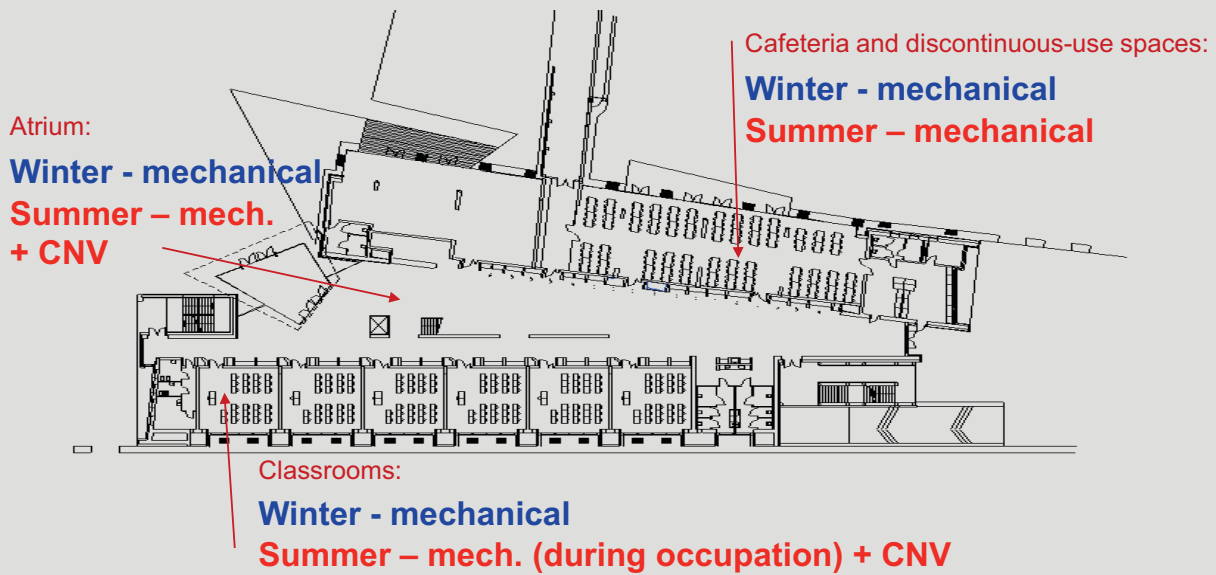 Cafeteria and discontinuous-use spaces:
Winter - mechanical
Summer – mechanical
Atrium:
Winter - mechanical
Summer – mech.
+ CNV
Classrooms:
Winter - mechanical
Summer – mech. (during occupation) + CNV